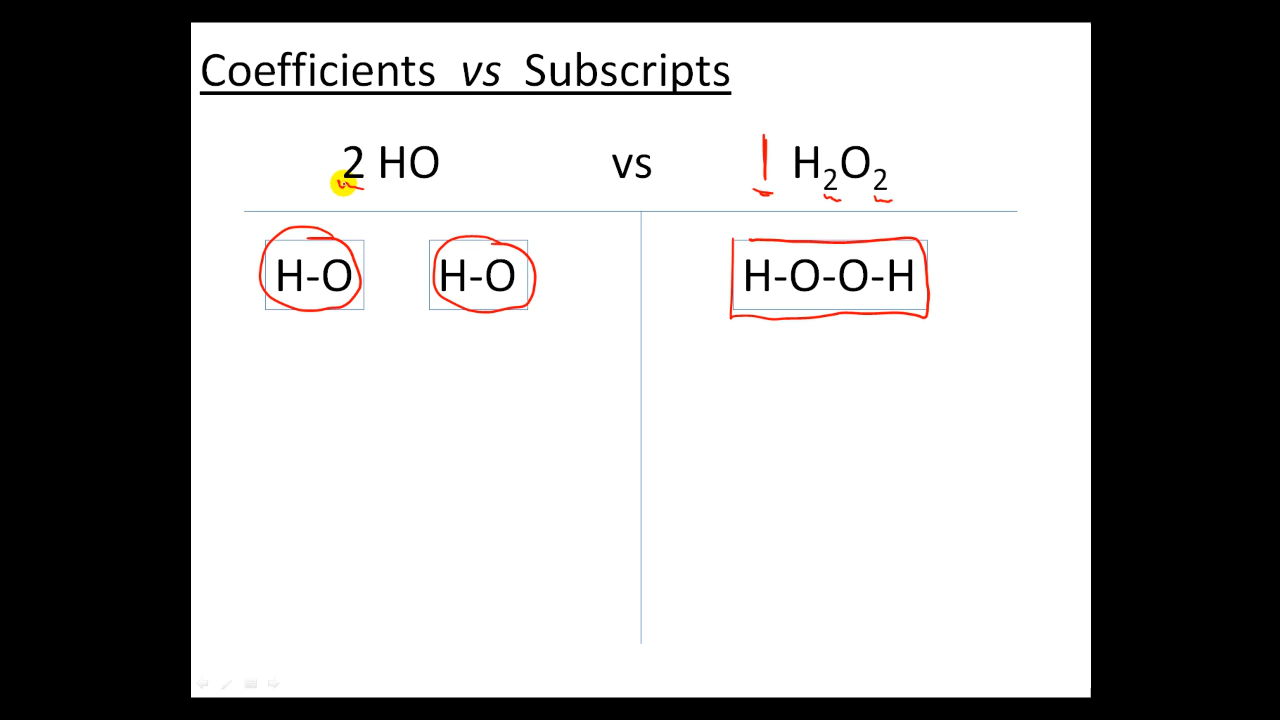 Coefficients vs Subscripts
2 HO vs 1 H₂O₂
H-O H-O H-O-O-H